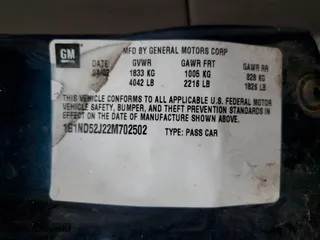 GM
MFD BY GENERAL MOTORS CORP
DATE GVWR GAWR FRT GAWR RR
1833 KG 1005 KG 828 KG
4042 LB 2216 LB 1826 LB
THIS VEHICLE CONFORMS TO ALL APPLICABLE U.S. FEDERAL MOTOR
VEHICLE SAFETY, BUMPER, AND THEFT PREVENTION STANDARDS IN
EFFECT ON THE DATE OF MANUFACTURE SHOWN ABOVE.
1G1ND52J22M702502 TYPE: PASS CAR